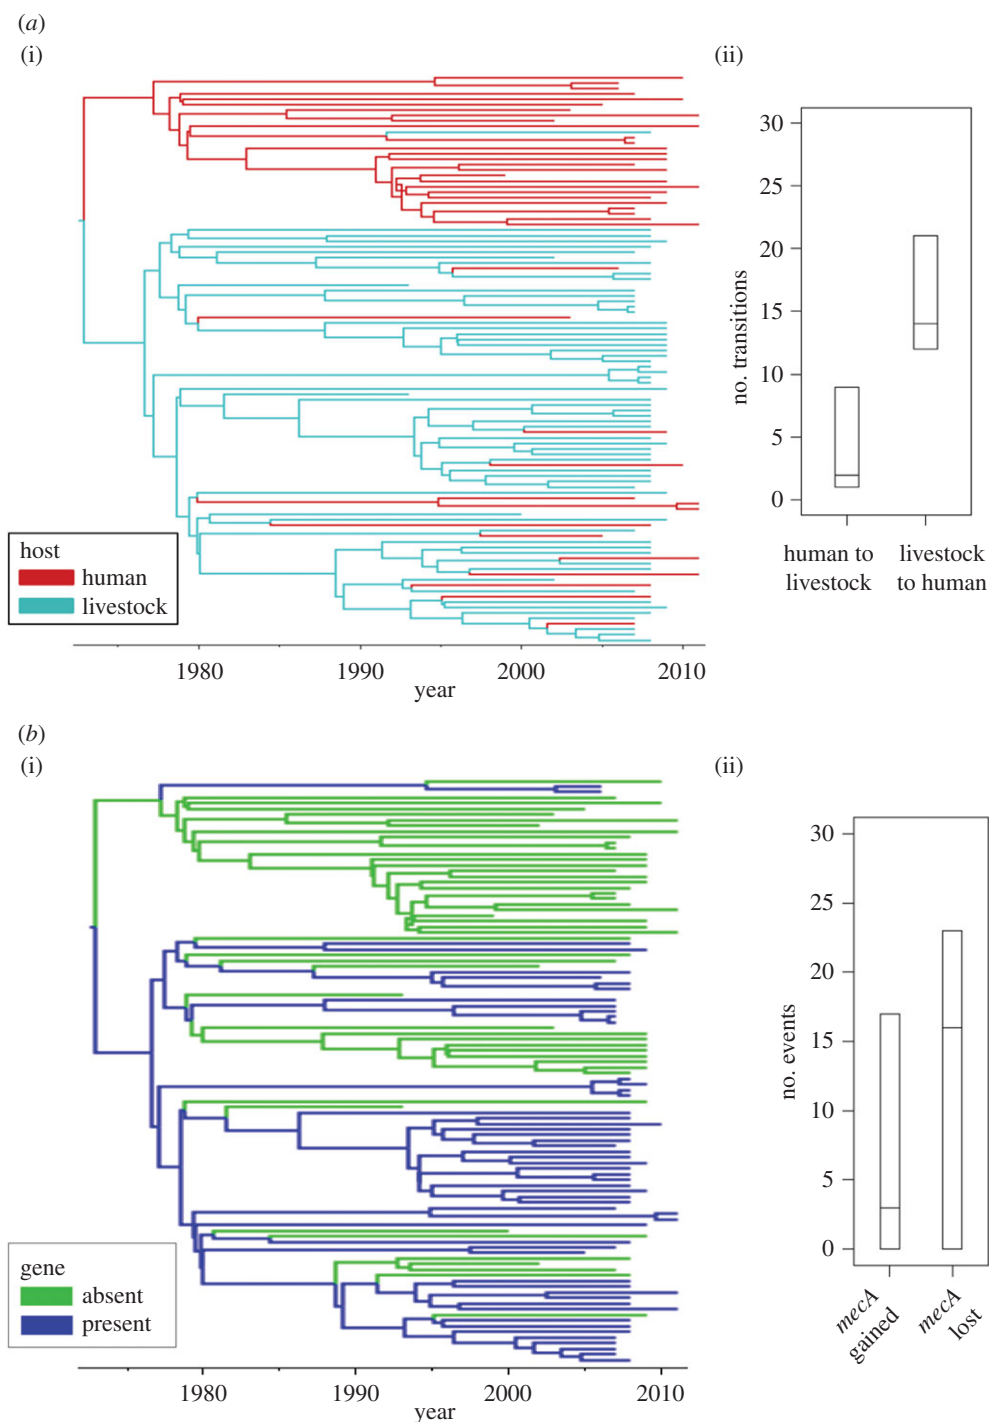 (a)
(i)
(ii)
30
25
20
15
10
5
0
no. transitions
human to
livestock
livestock
to human
host
human
livestock
1980
1990
2000
2010
year
(b)
(i)
(ii)
30
25
20
15
10
5
0
no. events
mecA
gained
mecA
lost
gene
absent
present
1980
1990
2000
2010
year